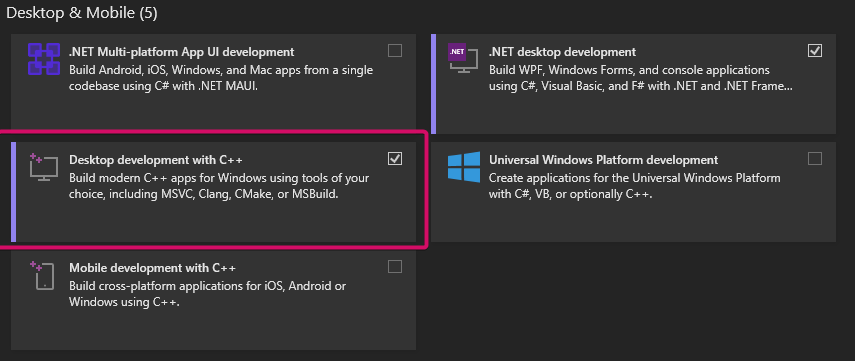 Desktop & Mobile (5)
.NET Multi-platform App UI development
Build Android, iOS, Windows, and Mac apps from a single
codebase using C# with .NET MAUI.
.NET
.NET desktop development
Build WPF, Windows Forms, and console applications
using C#, Visual Basic, and F# with .NET and .NET Frame...
Desktop development with C++
Build modern C++ apps for Windows using tools of your
choice, including MSVC, Clang, CMake, or MSBuild.
Universal Windows Platform development
Create applications for the Universal Windows Platform
with C#, VB, or optionally C++.
Mobile development with C++
Build cross-platform applications for iOS, Android or
Windows using C++.